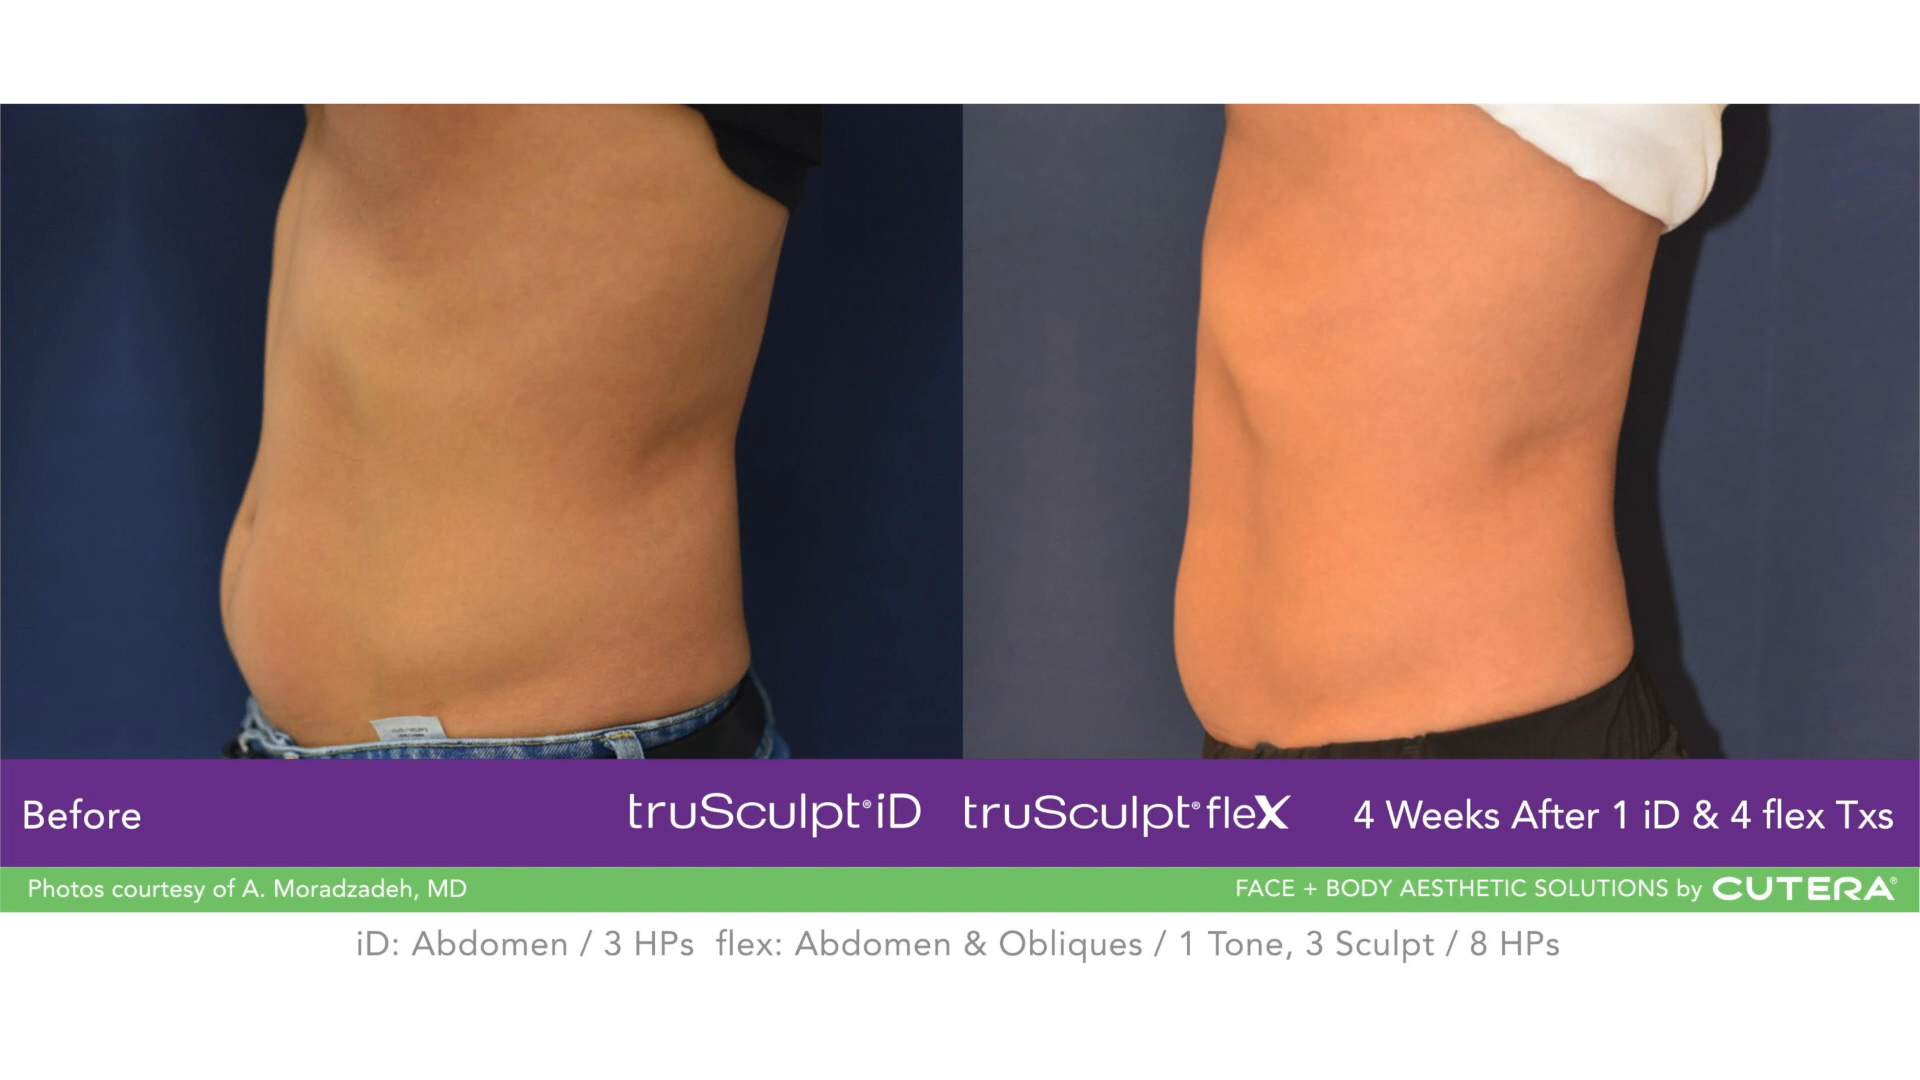 Before
truSculpt® iD truSculpt® fleX
4 Weeks After 1 iD & 4 flex Txs
Photos courtesy of A. Moradzadeh, MD
FACE + BODY AESTHETIC SOLUTIONS by CUTERA®
iD: Abdomen / 3 HPs flex: Abdomen & Obliques / 1 Tone, 3 Sculpt / 8 HPs